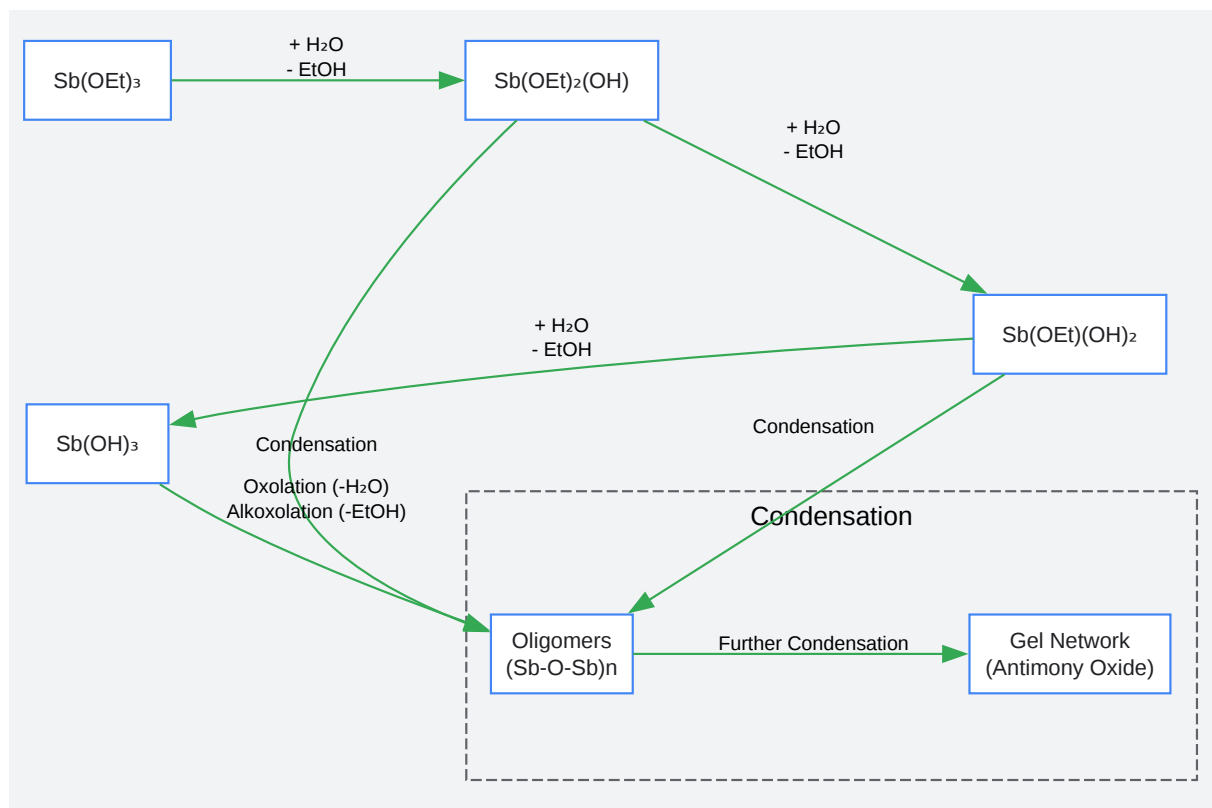 + H₂O
- EtOH
Sb(OEt)₃
Sb(OEt)₂(OH)
+ H₂O
- EtOH
+ H₂O
- EtOH
Sb(OEt)(OH)₂
Sb(OH)₃
Condensation
Condensation
Oxolation (-H₂O)
Alkoxolation (-EtOH)
Condensation
Oligomers
(Sb-O-Sb)n
Further Condensation
Gel Network
(Antimony Oxide)